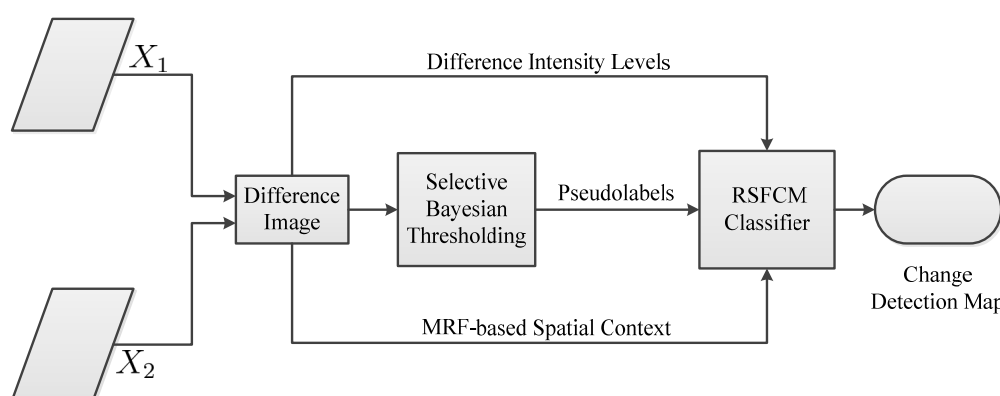 X1
Difference Intensity Levels
Difference
Image
Selective
Bayesian
Thresholding
Pseudolabels
RSFCM
Classifier
Change
Detection Map
MRF-based Spatial Context
X2